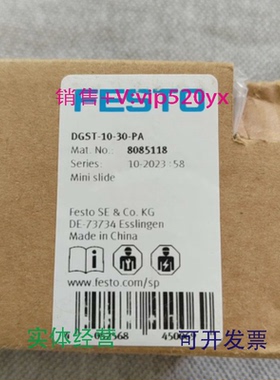 FESTO
销售+V:vip520yx
DGST-10-30-PA
Mat. No.: 8085118
Series: 10-2023 58
Mini slide
Festo SE & Co. KG
DE-73734 Esslingen
Made in China
www.festo.com/sp
实体经营 可开发票